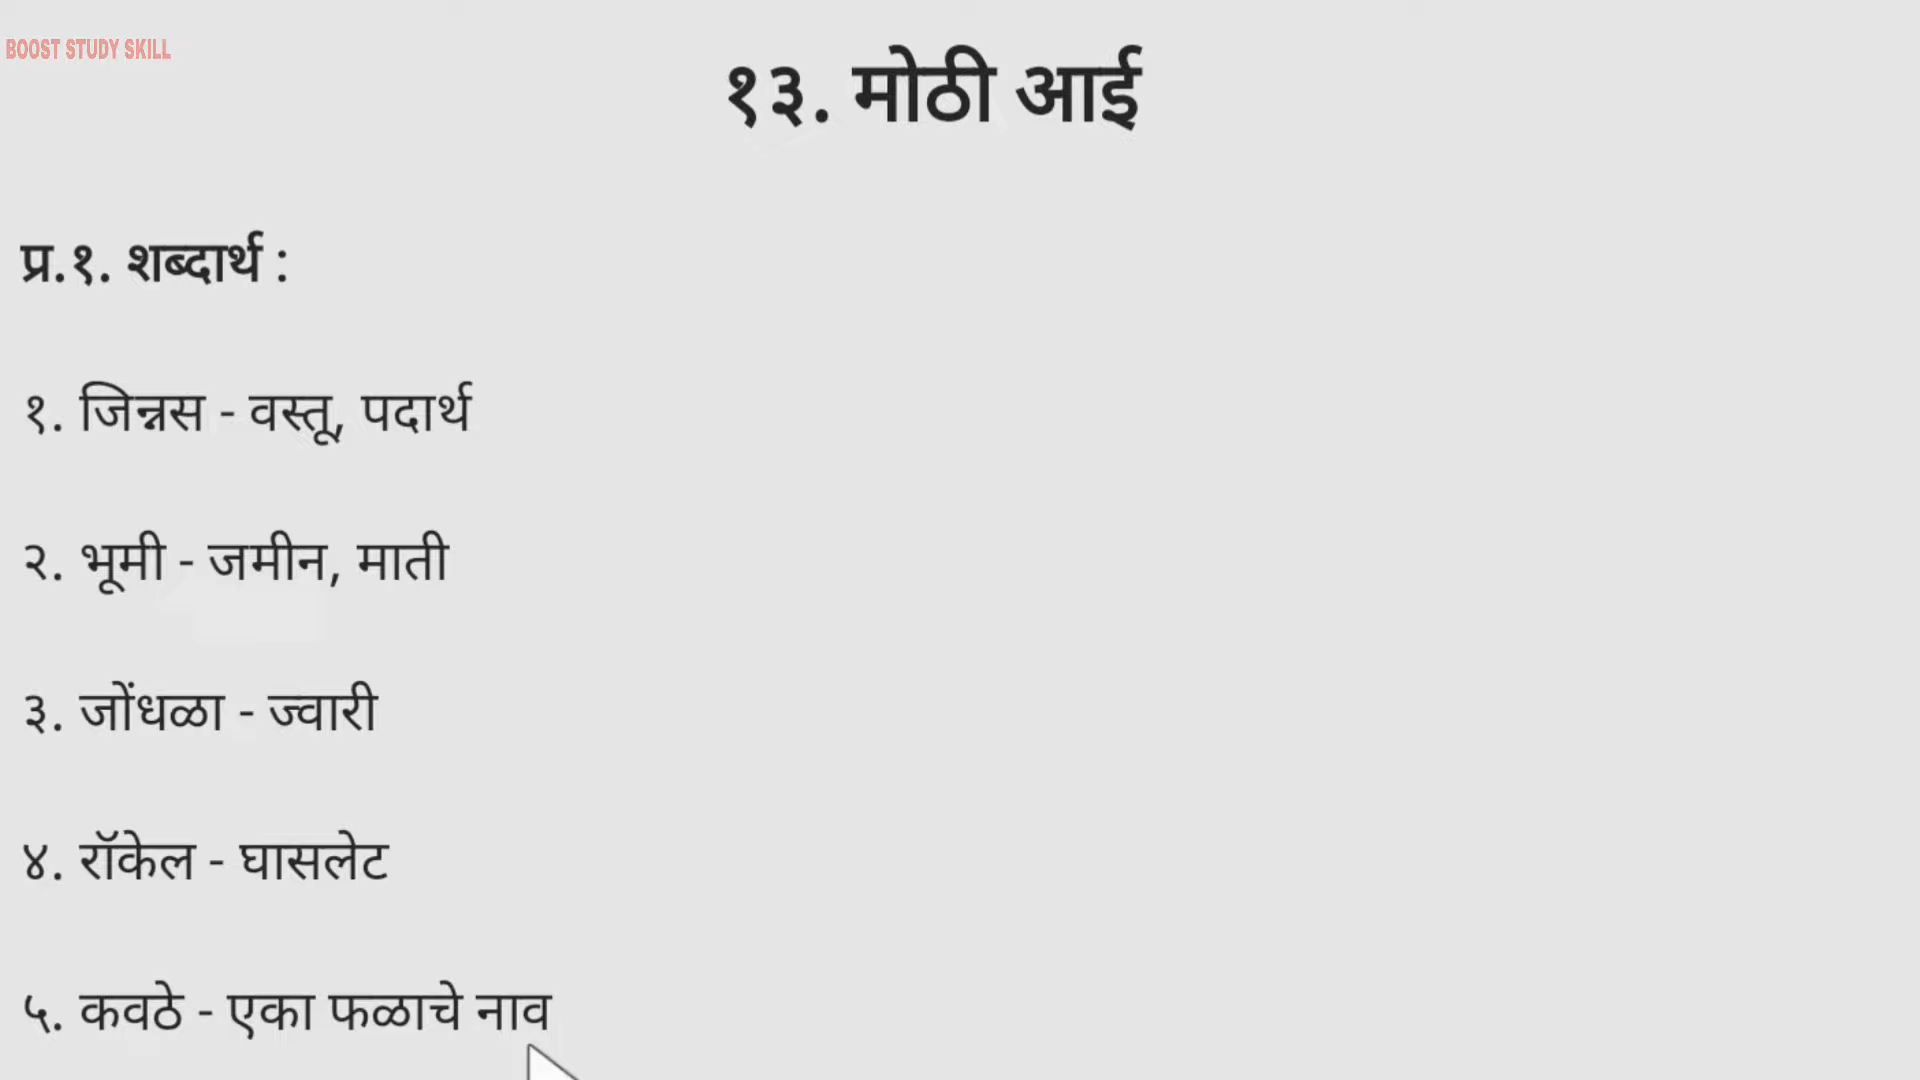 BOOST STUDY SKILL
१३. मोठी आई
प्र.१. शब्दार्थ :
१. जिन्नस - वस्तू, पदार्थ
२. भूमी - जमीन, माती
३. जोंधळा - ज्वारी
४. रॉकेल - घासलेट
५. कवठे - एका फळाचे नाव